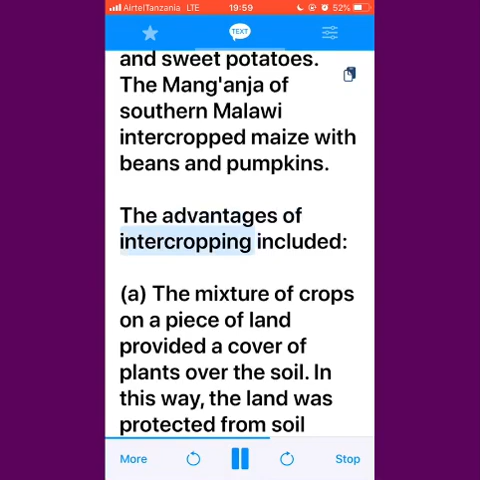 AirtelTanzania LTE 19:59 52%
TEXT
and sweet potatoes.
The Mang'anja of
southern Malawi
intercropped maize with
beans and pumpkins.
The advantages of
intercropping included:
(a) The mixture of crops
on a piece of land
provided a cover of
plants over the soil. In
this way, the land was
protected from soil
More Stop